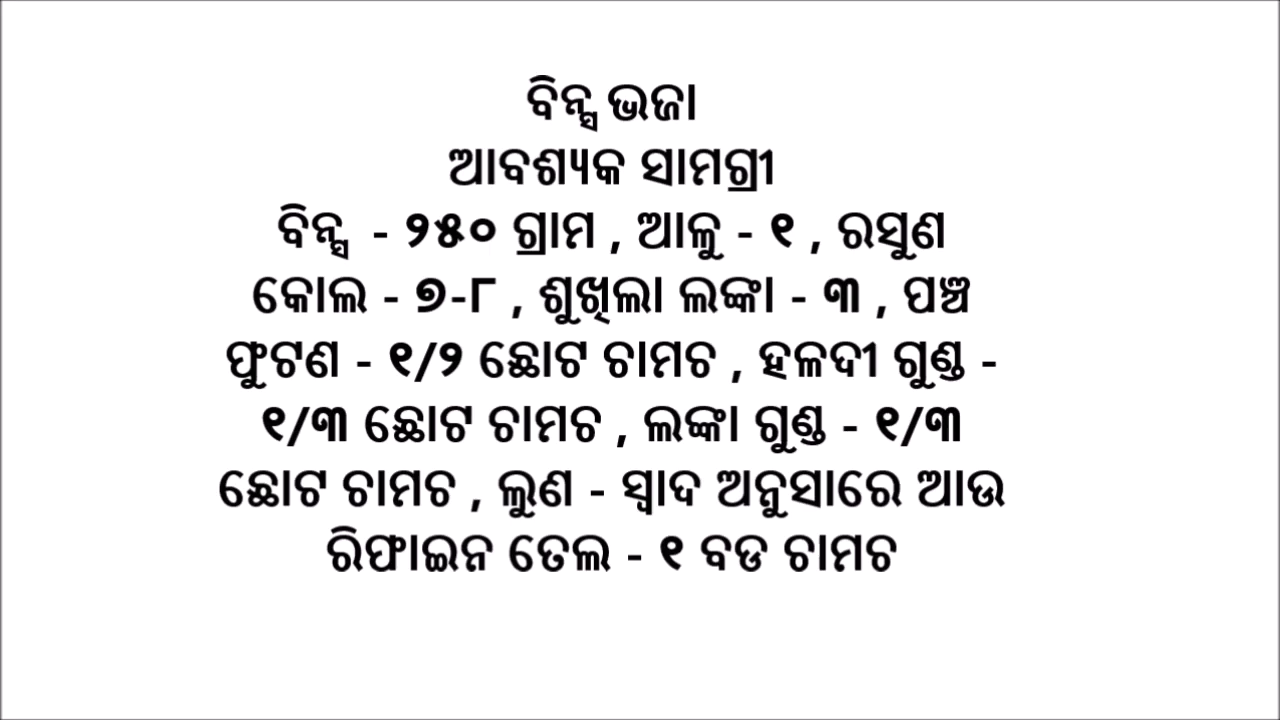 ବିନ୍ସ ଭଜା
ଆବଶ୍ୟକ ସାମଗ୍ରୀ
ବିନ୍ସ - ୨୫୦ ଗ୍ରାମ , ଆଳୁ - ୧ , ରସୁଣ
କୋଲ - ୭-୮ , ଶୁଖିଲା ଲଙ୍କା - ୩ , ପଞ୍ଚ
ଫୁଟଣ - ୧/୨ ଛୋଟ ଚାମଚ , ହଳଦୀ ଗୁଣ୍ଡ -
୧/୩ ଛୋଟ ଚାମଚ , ଲଙ୍କା ଗୁଣ୍ଡ - ୧/୩
ଛୋଟ ଚାମଚ , ଲୁଣ - ସ୍ୱାଦ ଅନୁସାରେ ଆଉ
ରିଫାଇନ ତେଲ - ୧ ବଡ ଚାମଚ